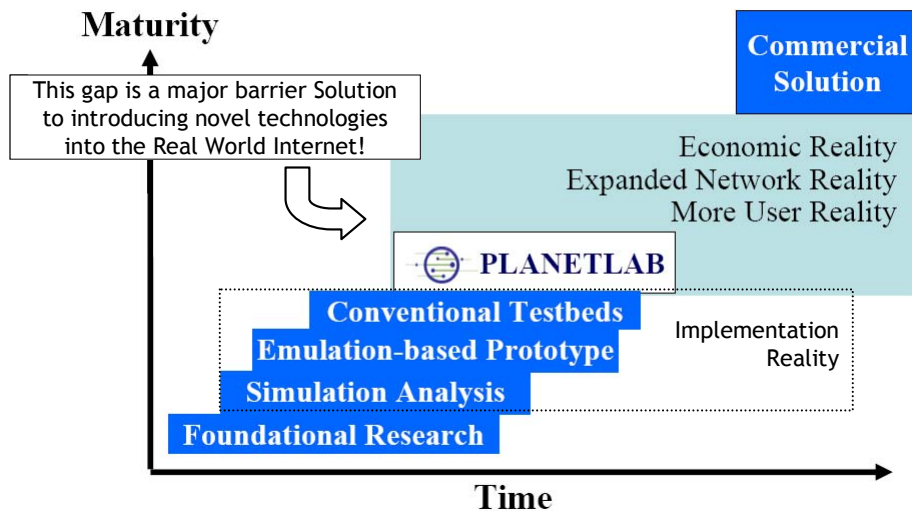 Maturity
Commercial
Solution
This gap is a major barrier Solution
to introducing novel technologies
into the Real World Internet!
Economic Reality
Expanded Network Reality
More User Reality
PLANETLAB
Conventional Testbeds
Implementation
Reality
Emulation-based Prototype
Simulation Analysis
Foundational Research
Time